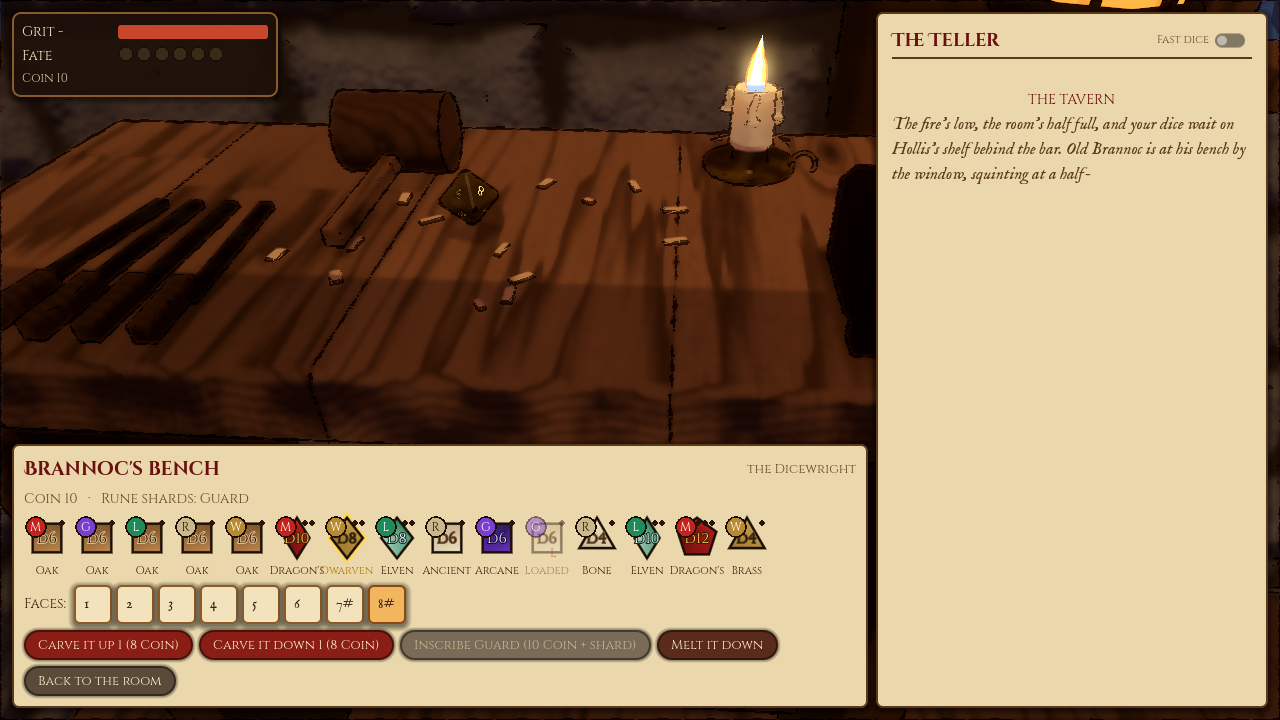 Grit -
Fate
Coin 10
8
The Teller
Fast dice
The Tavern
The fire's low, the room's half full, and your dice wait on
Hollis's shelf behind the bar. Old Brannoc is at his bench by
the window, squinting at a half-
Brannoc's Bench
The Dicewright
Coin 10 · Rune shards: Guard
M G L R W M W L R G G R L M W
D6 D6 D6 D6 D6 D10 D8 D8 D6 D6 D6 D4 D10 D12 D4
Oak Oak Oak Oak Oak Dragon's Dwarven Elven Ancient Arcane Loaded Bone Elven Dragon's Brass
Faces: 1 2 3 4 5 6 7# 8#
Carve it up 1 (8 Coin) Carve it down 1 (8 Coin) Inscribe Guard (10 Coin + shard) Melt it down
Back to the room